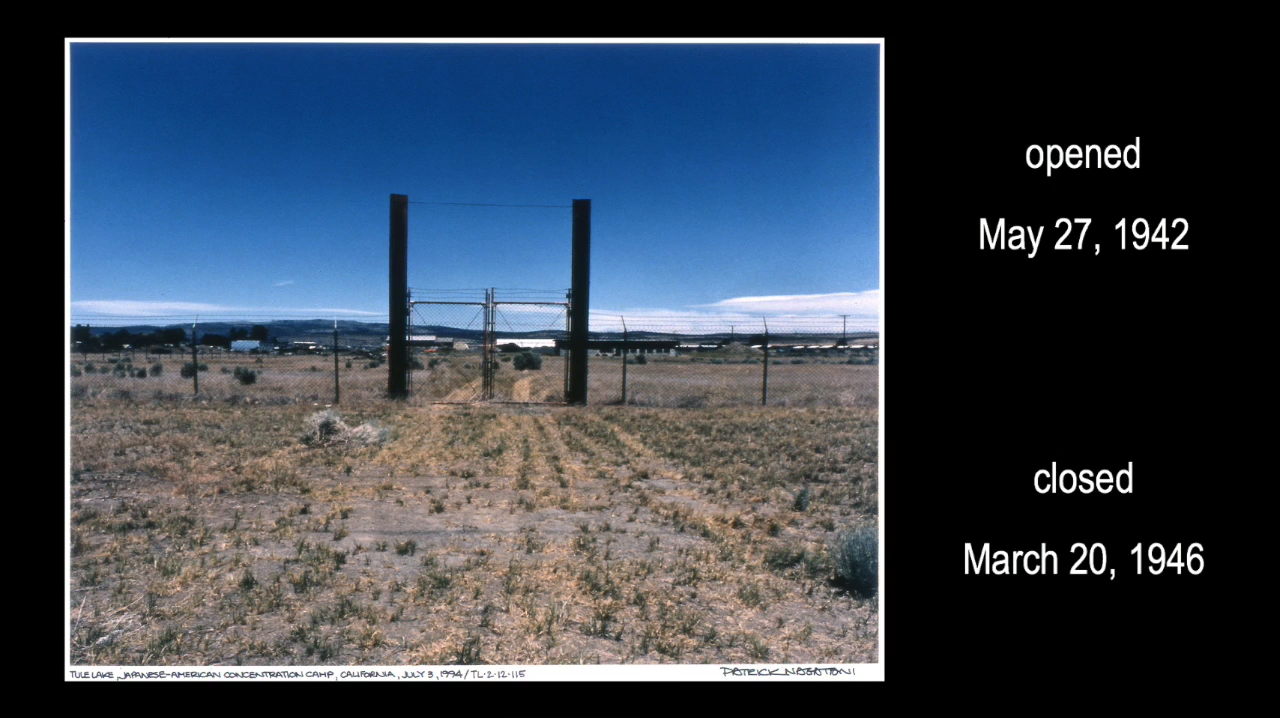 opened
May 27, 1942
closed
March 20, 1946
TULE LAKE, JAPANESE-AMERICAN CONCENTRATION CAMP, CALIFORNIA, JULY 3, 1994 / TL-2-12-115
PATRICK NAGATANI